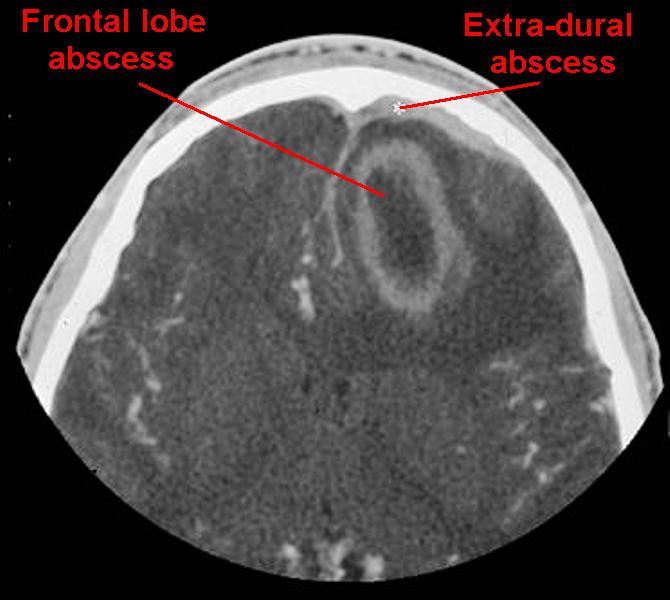 Frontal lobe
abscess
Extra-dural
abscess